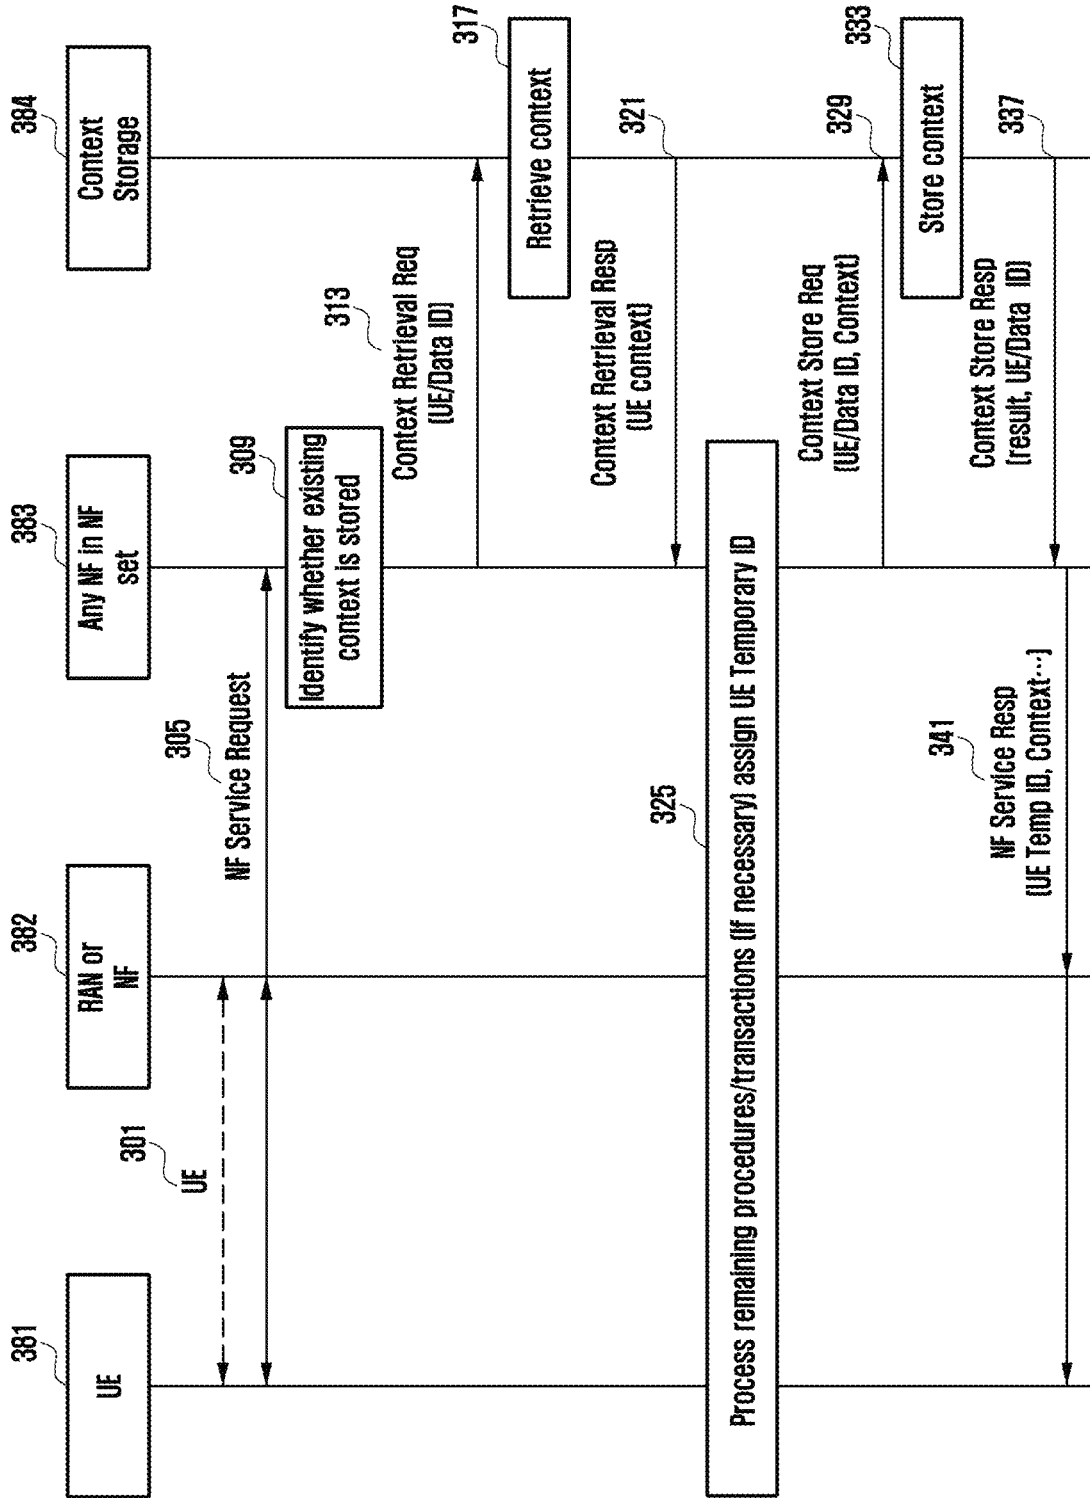 381
UE
382
RAN or
NF
383
Any NF in NF
set
384
Context
Storage
301
UE
305
NF Service Request
309
Identify whether existing
context is stored
313
Context Retrieval Req
(UE/Data ID)
317
Retrieve context
321
Context Retrieval Resp
(UE context)
325
Process remaining procedures/transactions (if necessary) assign UE Temporary ID
329
Context Store Req
(UE/Data ID, Context)
333
Store context
337
Context Store Resp
(result, UE/Data ID)
341
NF Service Resp
(UE Temp ID, Context···)